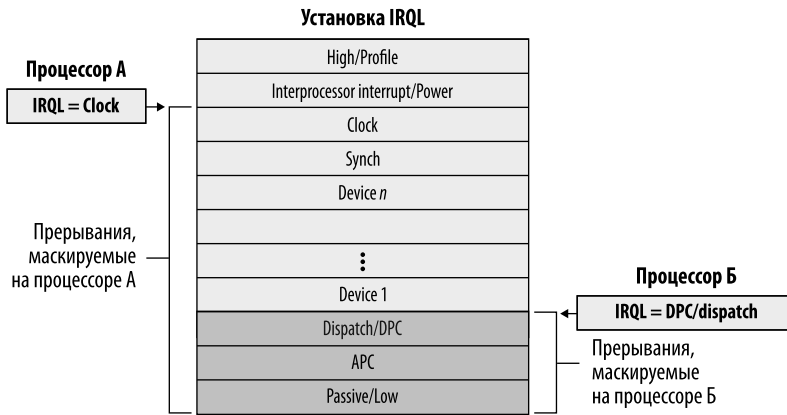 Установка IRQL
Процессор А
IRQL = Clock
Прерывания,
маскируемые
на процессоре А
High/Profile
Interprocessor interrupt/Power
Clock
Synch
Device n
Device 1
Dispatch/DPC
APC
Passive/Low
Процессор Б
IRQL = DPC/dispatch
Прерывания,
маскируемые
на процессоре Б